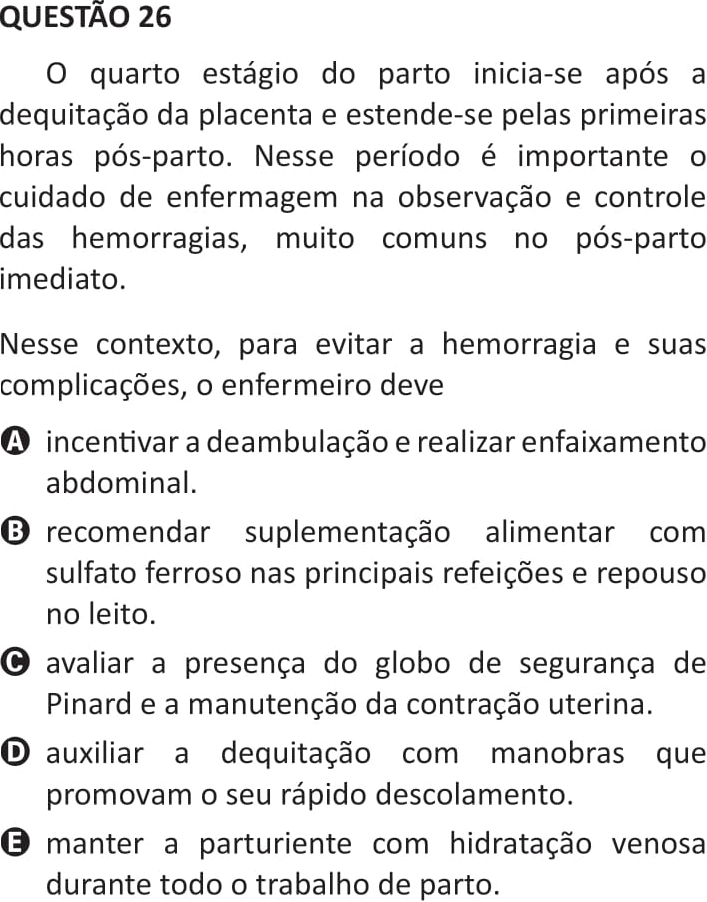 QUESTÃO 26
O quarto estágio do parto inicia-se após a
dequitação da placenta e estende-se pelas primeiras
horas pós-parto. Nesse período é importante o
cuidado de enfermagem na observação e controle
das hemorragias, muito comuns no pós-parto
imediato.
Nesse contexto, para evitar a hemorragia e suas
complicações, o enfermeiro deve
A incentivar a deambulação e realizar enfaixamento
abdominal.
B recomendar suplementação alimentar com
sulfato ferroso nas principais refeições e repouso
no leito.
C avaliar a presença do globo de segurança de
Pinard e a manutenção da contração uterina.
D auxiliar a dequitação com manobras que
promovam o seu rápido descolamento.
E manter a parturiente com hidratação venosa
durante todo o trabalho de parto.